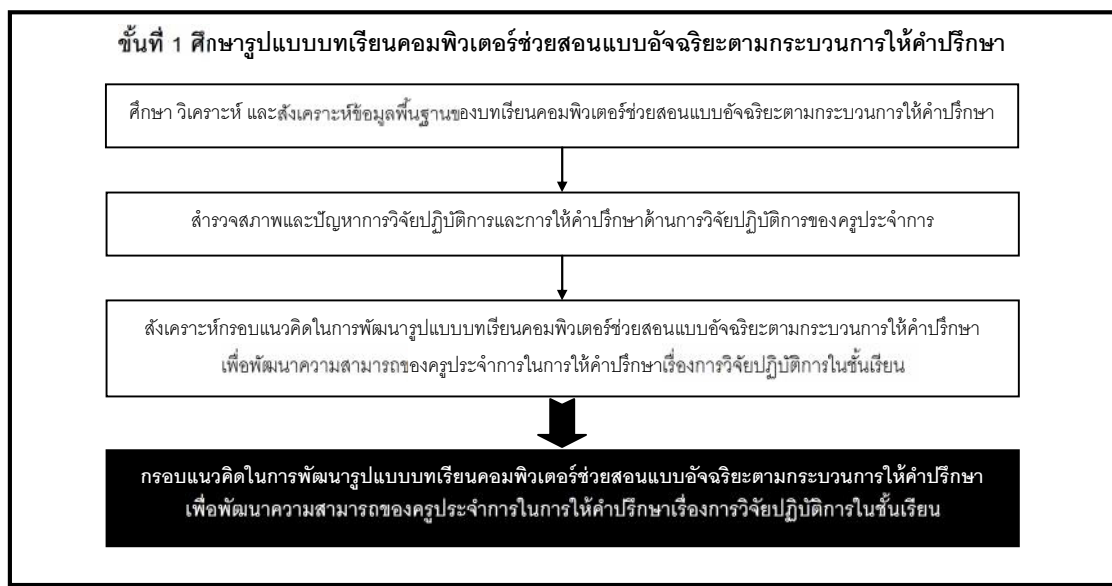 ขั้นที่ 1 ศึกษารูปแบบบทเรียนคอมพิวเตอร์ช่วยสอนแบบอัจฉริยะตามกระบวนการให้คำปรึกษา
ศึกษา วิเคราะห์ และสังเคราะห์ข้อมูลพื้นฐานของบทเรียนคอมพิวเตอร์ช่วยสอนแบบอัจฉริยะตามกระบวนการให้คำปรึกษา
สำรวจสภาพและปัญหาการวิจัยปฏิบัติการและการให้คำปรึกษาด้านการวิจัยปฏิบัติการของครูประจำการ
สังเคราะห์กรอบแนวคิดในการพัฒนารูปแบบบทเรียนคอมพิวเตอร์ช่วยสอนแบบอัจฉริยะตามกระบวนการให้คำปรึกษา
เพื่อพัฒนาความสามารถของครูประจำการในการให้คำปรึกษาเรื่องการวิจัยปฏิบัติการในชั้นเรียน
กรอบแนวคิดในการพัฒนารูปแบบบทเรียนคอมพิวเตอร์ช่วยสอนแบบอัจฉริยะตามกระบวนการให้คำปรึกษา
เพื่อพัฒนาความสามารถของครูประจำการในการให้คำปรึกษาเรื่องการวิจัยปฏิบัติการในชั้นเรียน